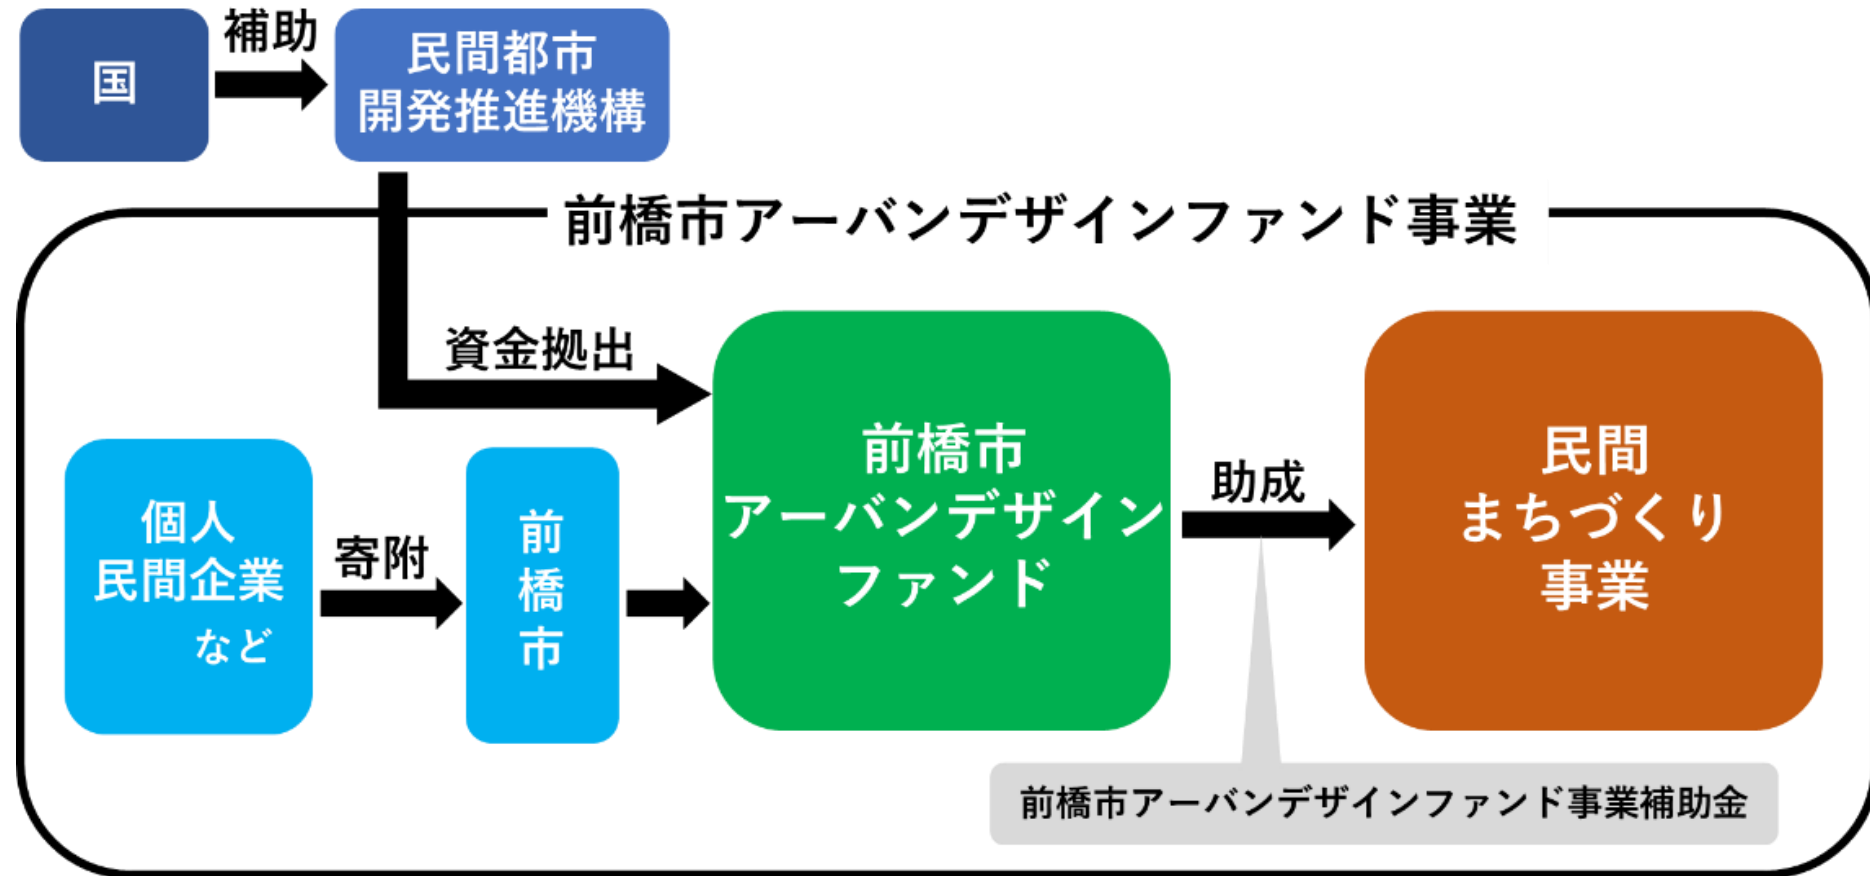 国
補助
民間都市
開発推進機構
前橋市アーバンデザインファンド事業
資金拠出
個人
民間企業
など
寄附
前
橋
市
前橋市
アーバンデザイン
ファンド
助成
民間
まちづくり
事業
前橋市アーバンデザインファンド事業補助金